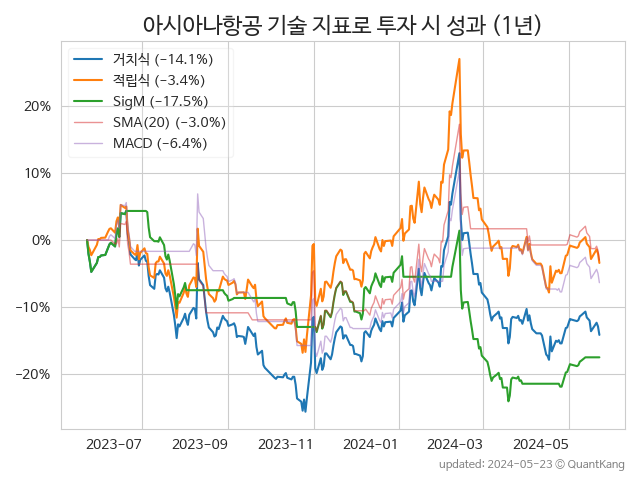 아시아나항공 기술 지표로 투자 시 성과 (1년)
거치식 (−14.1%)
적립식 (−3.4%)
SigM (−17.5%)
SMA(20) (−3.0%)
MACD (−6.4%)
20%
10%
0%
−10%
−20%
2023-07 2023-09 2023-11 2024-01 2024-03 2024-05
updated: 2024-05-23 © QuantKang